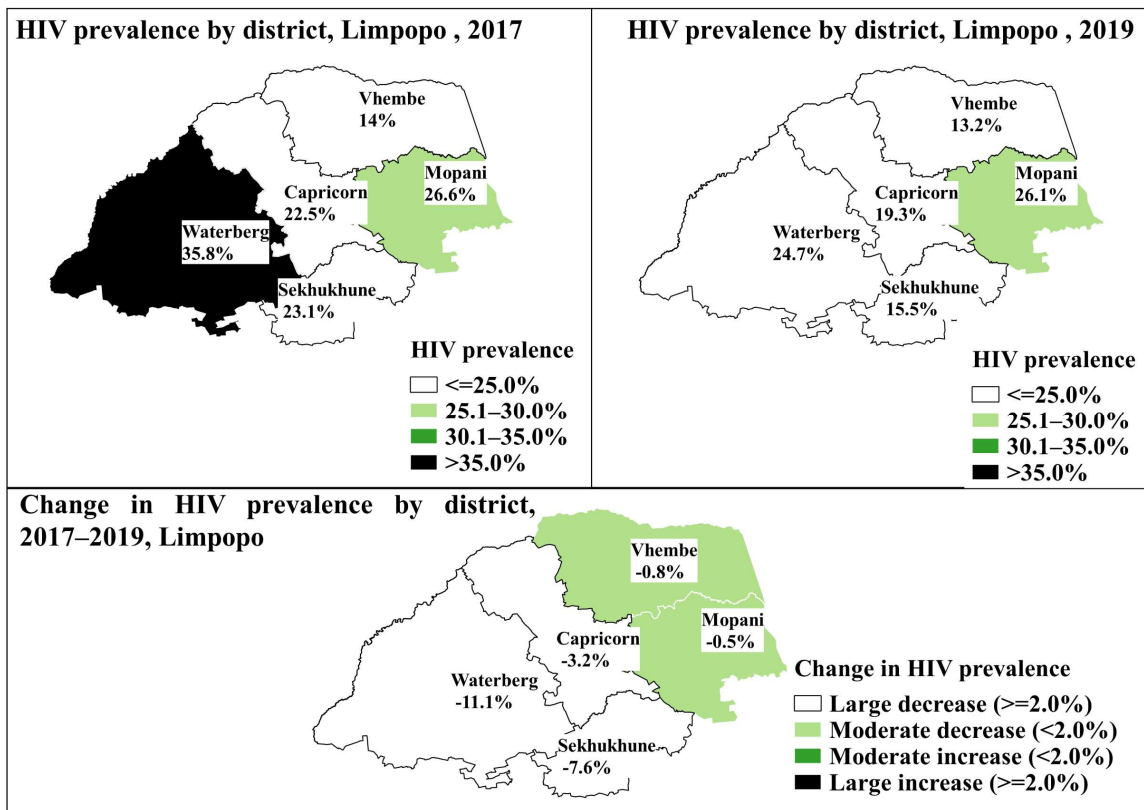 HIV prevalence by district, Limpopo , 2017
Vhembe
14%
Mopani
26.6%
Capricorn
22.5%
Waterberg
35.8%
Sekhukhune
23.1%
HIV prevalence
<=25.0%
25.1–30.0%
30.1–35.0%
>35.0%
HIV prevalence by district, Limpopo , 2019
Vhembe
13.2%
Mopani
26.1%
Capricorn
19.3%
Waterberg
24.7%
Sekhukhune
15.5%
HIV prevalence
<=25.0%
25.1–30.0%
30.1–35.0%
>35.0%
Change in HIV prevalence by district,
2017–2019, Limpopo
Vhembe
-0.8%
Mopani
-0.5%
Capricorn
-3.2%
Waterberg
-11.1%
Sekhukhune
-7.6%
Change in HIV prevalence
Large decrease (>=2.0%)
Moderate decrease (<2.0%)
Moderate increase (<2.0%)
Large increase (>=2.0%)